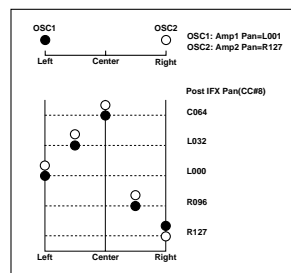 OSC1 OSC2
OSC1: Amp1 Pan=L001
OSC2: Amp2 Pan=R127
Left Center Right
Post IFX Pan(CC#8)
C064
L032
L000
R096
R127
Left Center Right